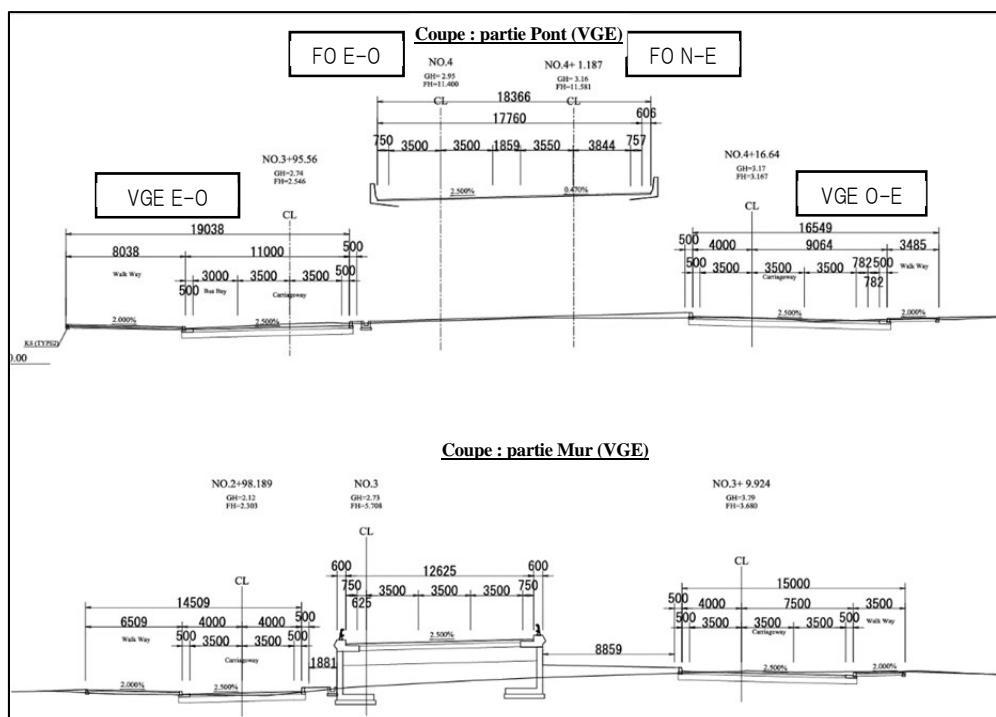 Coupe : partie Pont (VGE)
FO E-O
FO N-E
NO.4
GH= 2.95
FH=11.400
CL
NO.4+ 1.187
GH= 3.16
FH=11.581
CL
18366
17760
606
750
3500
3500
1859
3550
3844
757
2.500%
0.470%
VGE E-O
NO.3+95.56
GH=2.74
FH=2.546
CL
19038
8038
11000
500
Walk Way
500
3000
3500
3500
500
Bus Bay
Carriageway
2.000%
2.500%
KS (TYPE2)
0.00
VGE O-E
NO.4+16.64
GH=3.17
FH=3.167
CL
16549
500
4000
9064
3485
500
3500
3500
3500
782
500
782
Walk Way
2.500%
2.000%
Coupe : partie Mur (VGE)
NO.2+98.189
GH=2.12
FH=2.303
CL
14509
6509
4000
4000
500
Walk Way
500
3500
3500
500
Carriageway
2.000%
2.500%
1881
NO.3
GH=2.73
FH=5.708
CL
600
12625
600
750
3500
3500
3500
750
625
2.500%
8859
NO.3+ 9.924
GH=3.79
FH=3.680
CL
15000
500
4000
7500
3500
500
3500
3500
3500
500
Walk Way
Carriageway
2.500%
2.000%